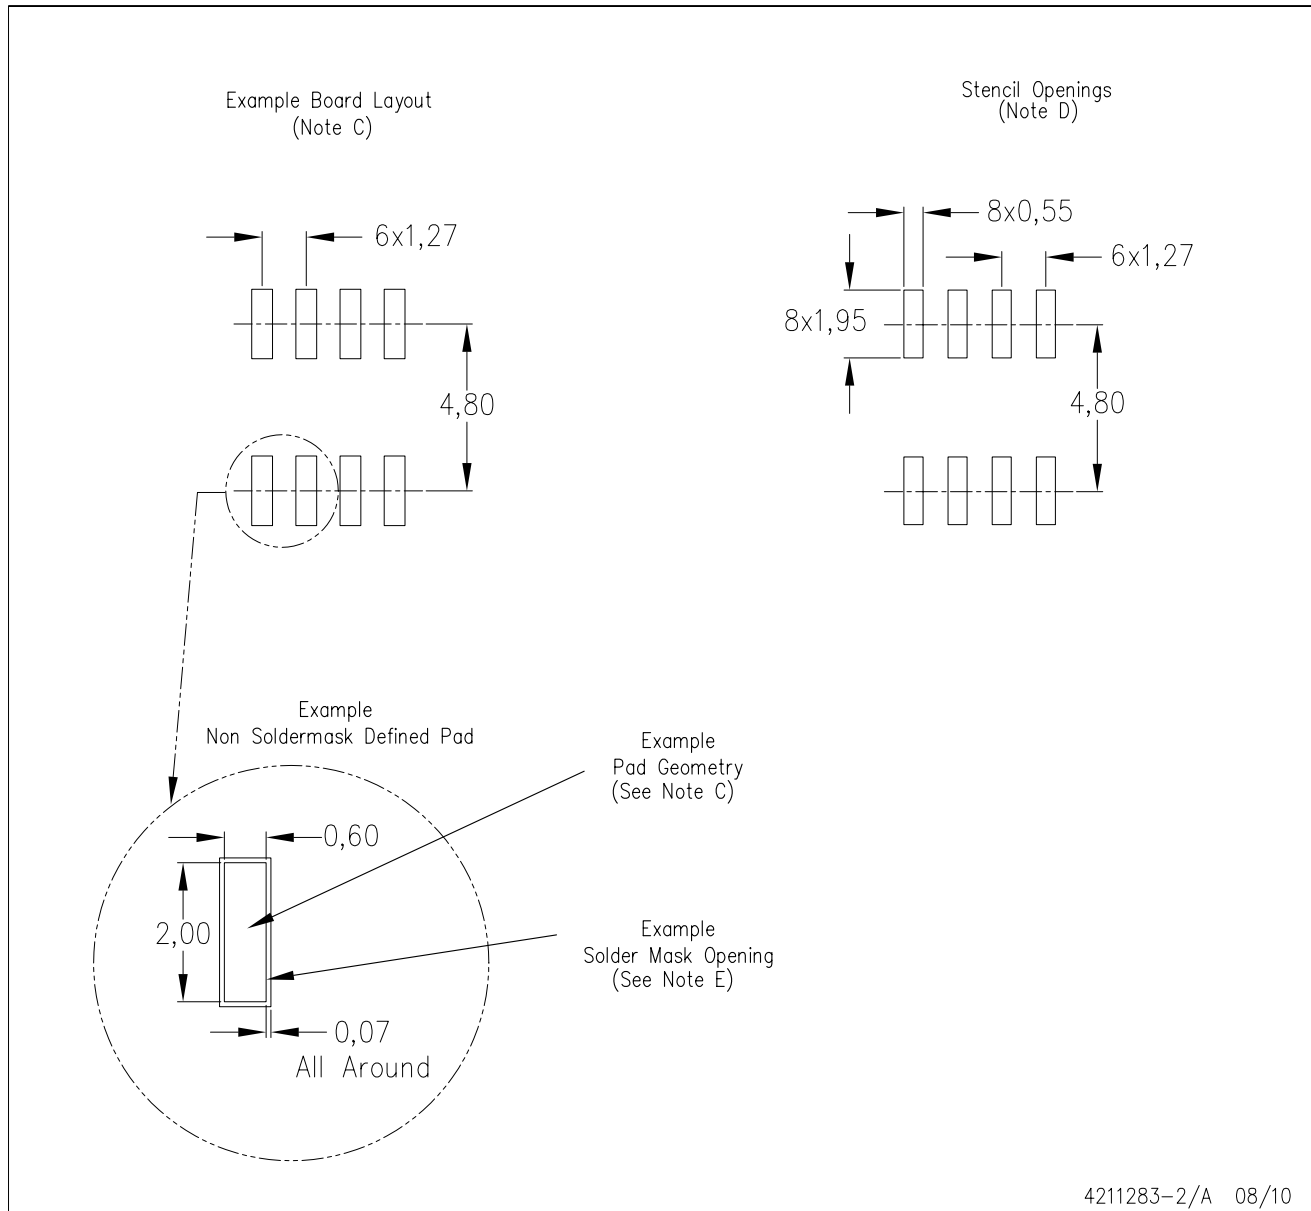 Example Board Layout
(Note C)
6x1,27
4,80
Stencil Openings
(Note D)
8x0,55
6x1,27
8x1,95
4,80
Example
Non Soldermask Defined Pad
0,60
2,00
0,07
All Around
Example
Pad Geometry
(See Note C)
Example
Solder Mask Opening
(See Note E)
4211283-2/A 08/10